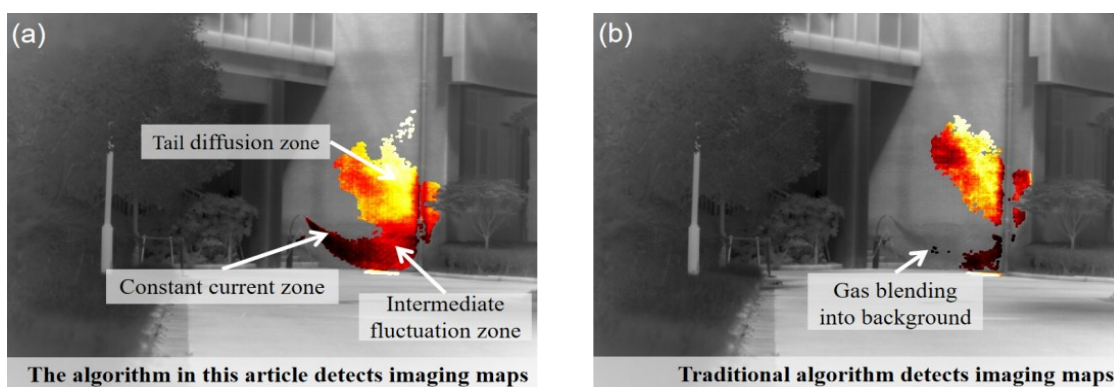 (a)
Tail diffusion zone
Constant current zone
Intermediate
fluctuation zone
The algorithm in this article detects imaging maps
(b)
Gas blending
into background
Traditional algorithm detects imaging maps